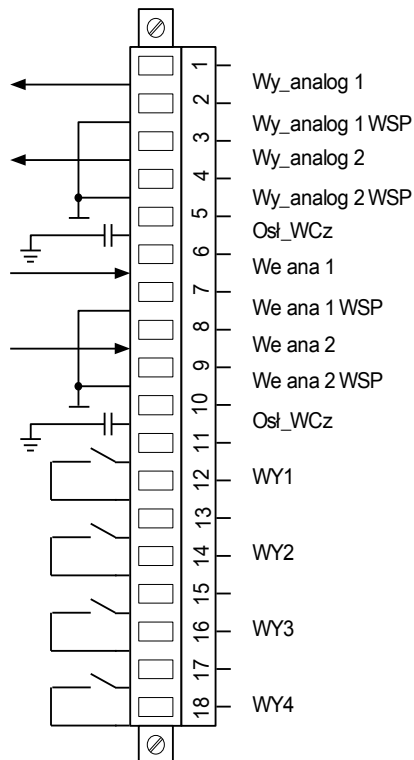 1
Wy_analog 1
2
Wy_analog 1 WSP
3
Wy_analog 2
4
Wy_analog 2 WSP
5
Osł_WCz
6
We ana 1
7
We ana 1 WSP
8
We ana 2
9
We ana 2 WSP
10
Osł_WCz
11
12
WY1
13
14
WY2
15
16
WY3
17
18
WY4